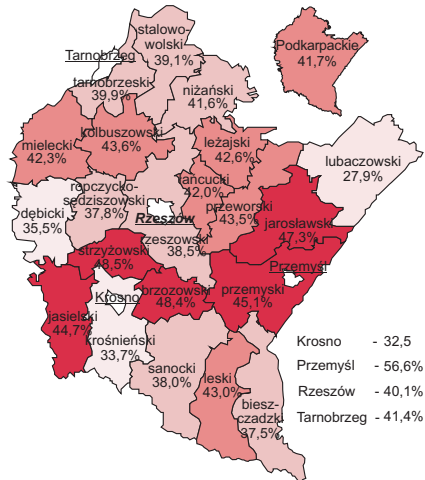 stalowo-
wolski
39,1%
Tarnobrzeg
tarnobrzeski
39,9%
niżański
41,6%
Podkarpackie
41,7%
mielecki
42,3%
kolbuszowski
43,6%
leżajski
42,6%
lubaczowski
27,9%
ropczycko-
sędziszowski
37,8%
łańcucki
42,0%
dębicki
35,5%
Rzeszów
przeworski
43,5%
jarosławski
47,3%
rzeszowski
38,5%
strzyżowski
48,5%
Przemyśl
przemyski
45,1%
Krosno
brzozowski
48,4%
jasielski
44,7%
krośnieński
33,7%
sanocki
38,0%
leski
43,0%
biesz-
czadzki
37,5%
Krosno - 32,5
Przemyśl - 56,6%
Rzeszów - 40,1%
Tarnobrzeg - 41,4%